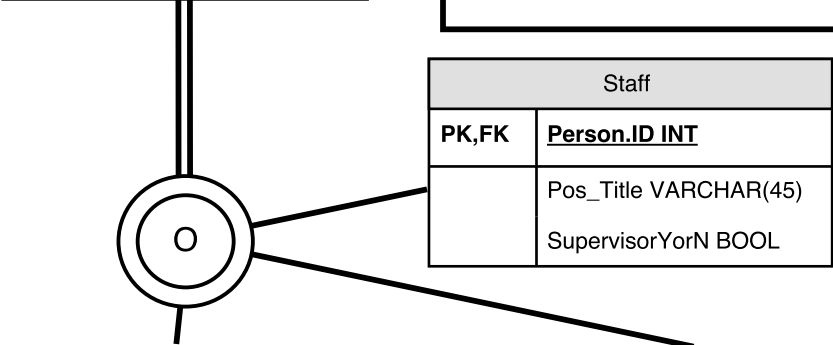 Staff
PK,FK Person.ID INT
Pos_Title VARCHAR(45)
O
SupervisorYorN BOOL